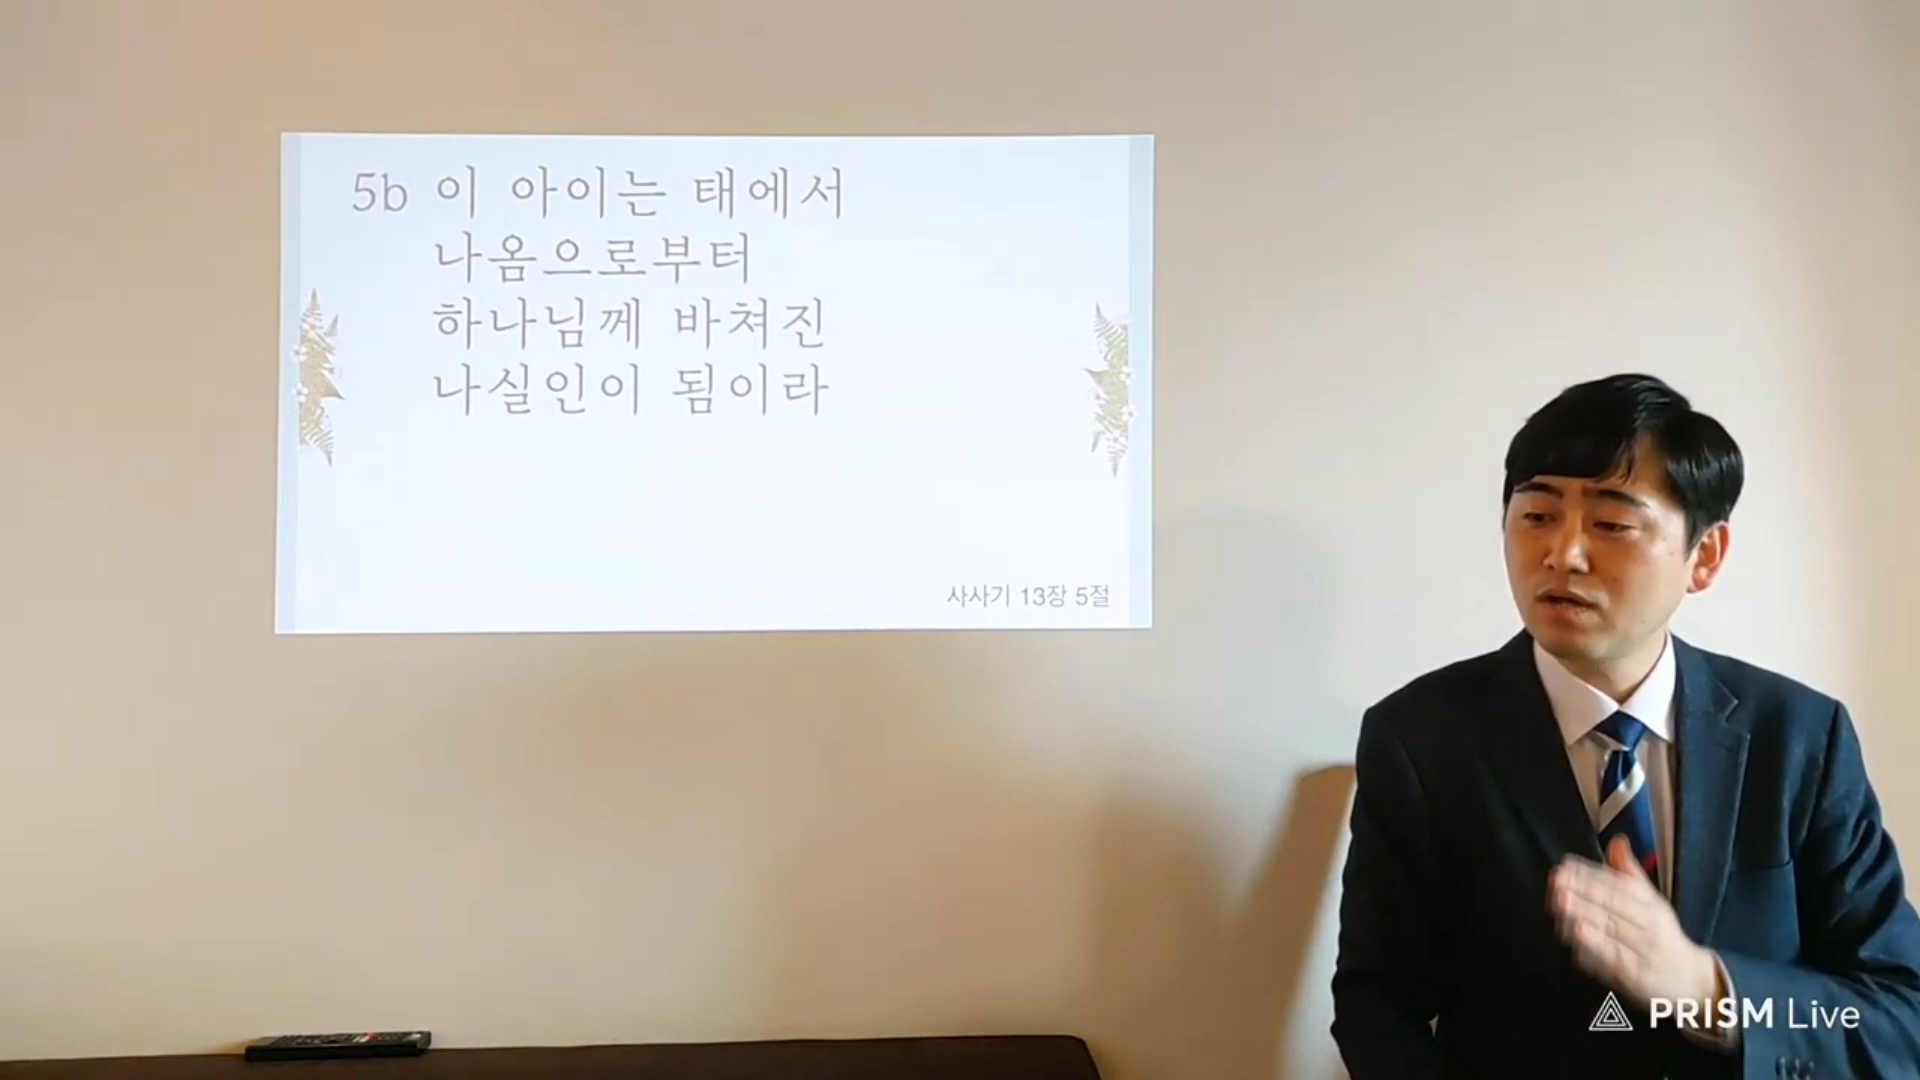 5b 이 아이는 태에서
나옴으로부터
하나님께 바쳐진
나실인이 됨이라
사사기 13장 5절
PRISM Live